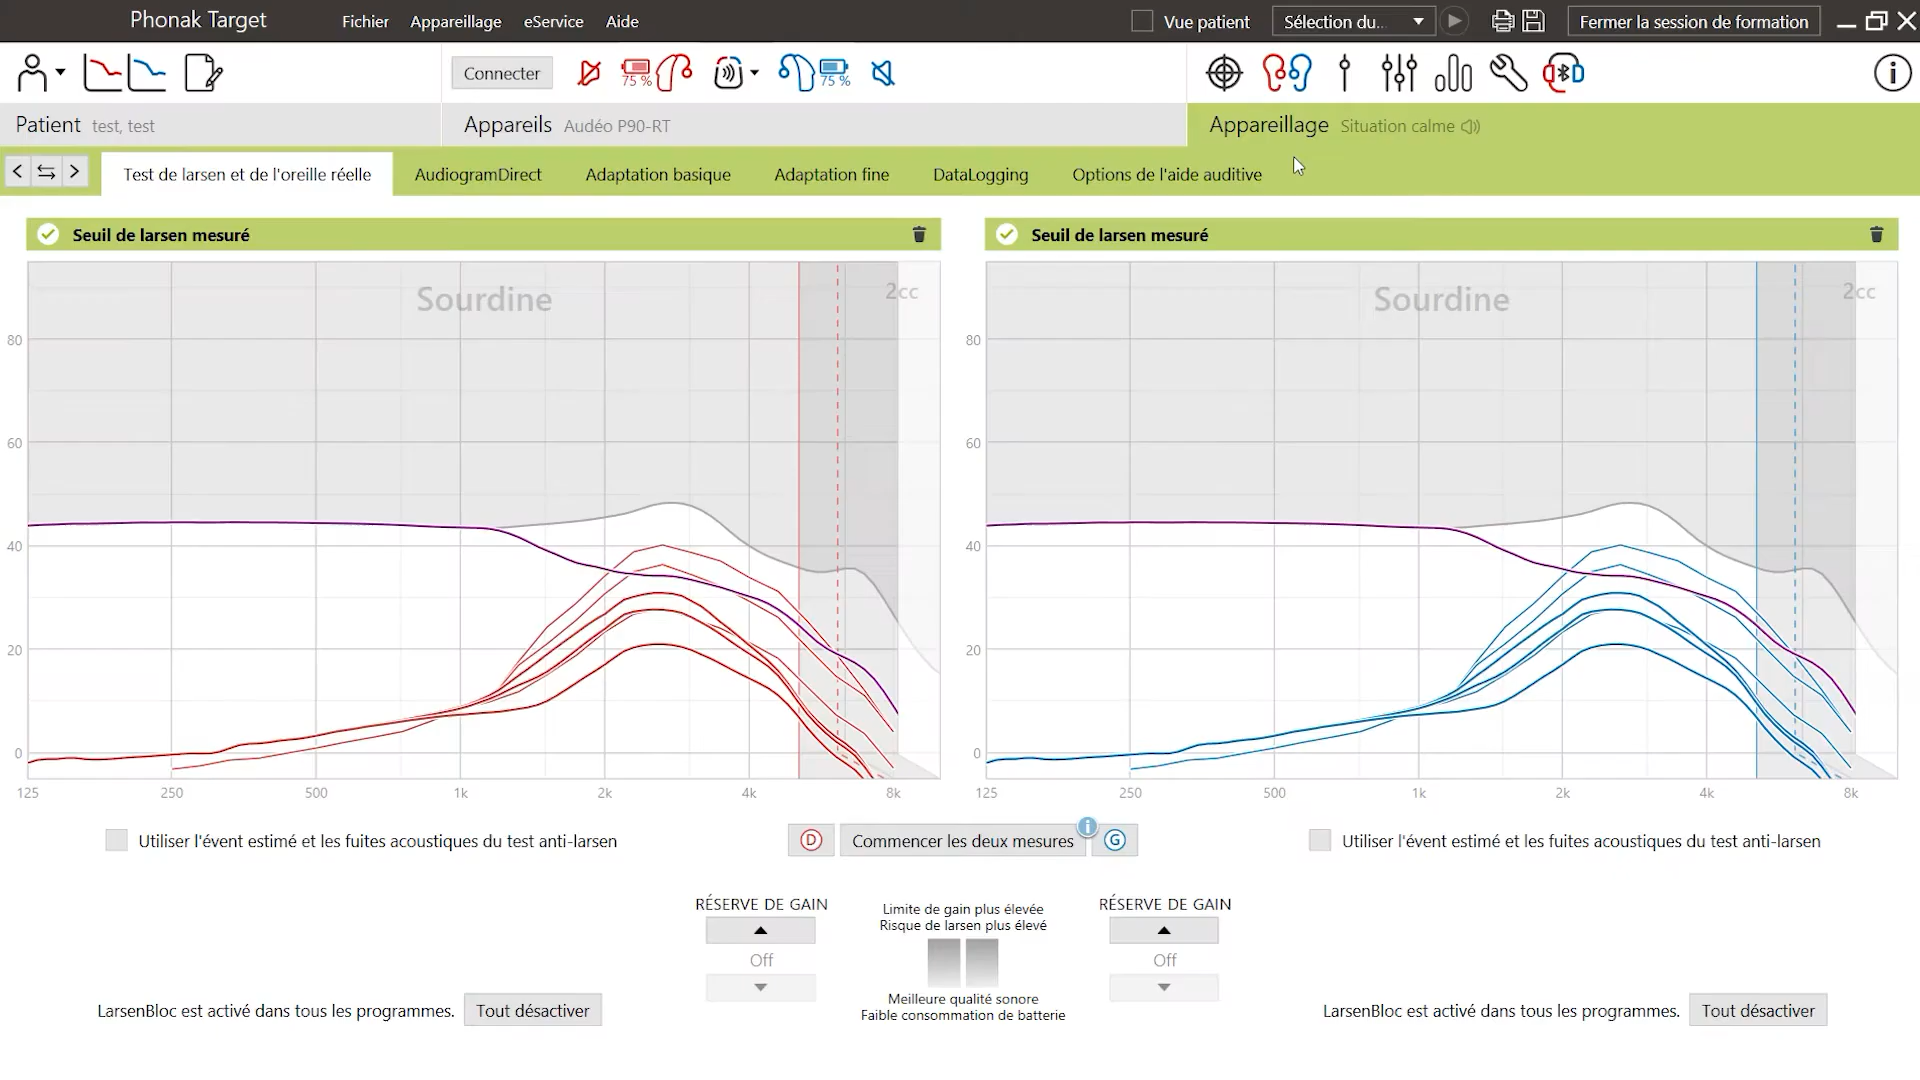 Phonak Target
Fichier Appareillage eService Aide
Vue patient
Sélection du...
Fermer la session de formation
Connecter
75 %
75 %
Patient test, test
Appareils Audéo P90-RT
Appareillage Situation calme
Test de larsen et de l'oreille réelle
AudiogramDirect
Adaptation basique
Adaptation fine
DataLogging
Options de l'aide auditive
Seuil de larsen mesuré
Sourdine
2cc
80
60
40
20
0
125 250 500 1k 2k 4k 8k
Seuil de larsen mesuré
Sourdine
2cc
80
60
40
20
0
125 250 500 1k 2k 4k 8k
Utiliser l'évent estimé et les fuites acoustiques du test anti-larsen
D
Commencer les deux mesures
i
G
Utiliser l'évent estimé et les fuites acoustiques du test anti-larsen
RÉSERVE DE GAIN
Off
Limite de gain plus élevée
Risque de larsen plus élevé
Meilleure qualité sonore
Faible consommation de batterie
RÉSERVE DE GAIN
Off
LarsenBloc est activé dans tous les programmes.
Tout désactiver
LarsenBloc est activé dans tous les programmes.
Tout désactiver